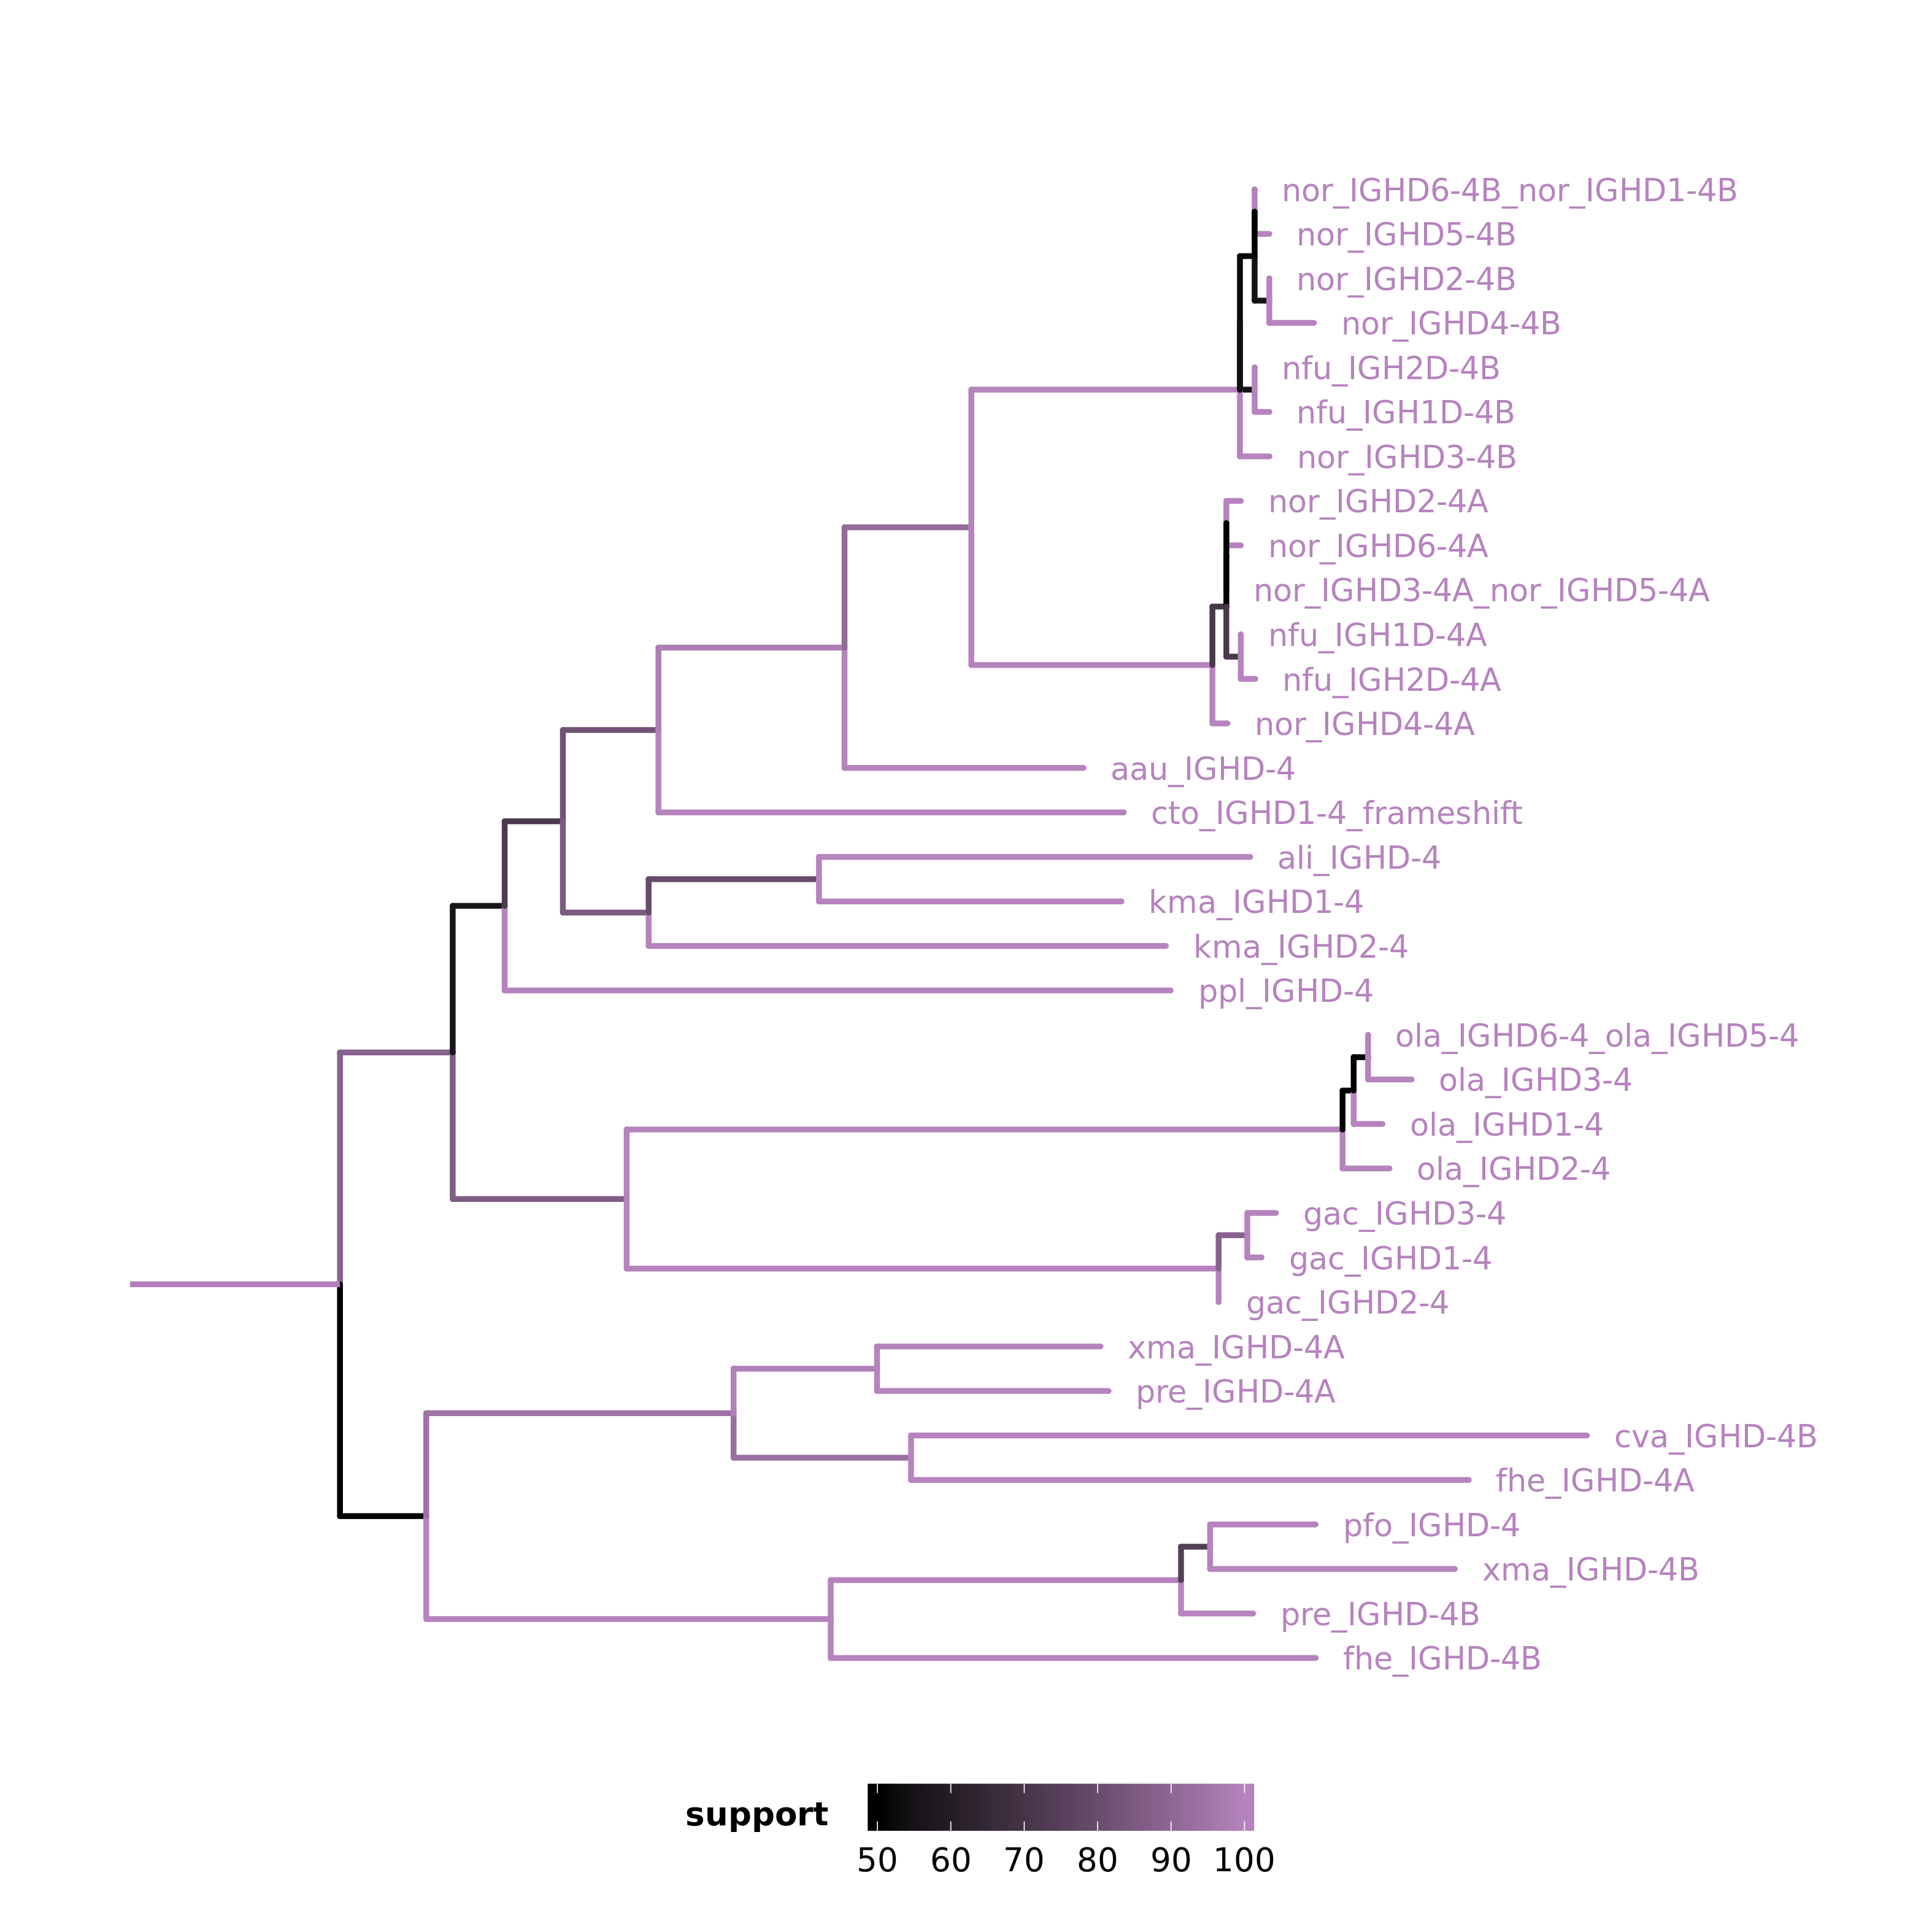 nor_IGHD6-4B_nor_IGHD1-4B
nor_IGHD5-4B
nor_IGHD2-4B
nor_IGHD4-4B
nfu_IGH2D-4B
nfu_IGH1D-4B
nor_IGHD3-4B
nor_IGHD2-4A
nor_IGHD6-4A
nor_IGHD3-4A_nor_IGHD5-4A
nfu_IGH1D-4A
nfu_IGH2D-4A
nor_IGHD4-4A
aau_IGHD-4
cto_IGHD1-4_frameshift
ali_IGHD-4
kma_IGHD1-4
kma_IGHD2-4
ppl_IGHD-4
ola_IGHD6-4_ola_IGHD5-4
ola_IGHD3-4
ola_IGHD1-4
ola_IGHD2-4
gac_IGHD3-4
gac_IGHD1-4
gac_IGHD2-4
xma_IGHD-4A
pre_IGHD-4A
cva_IGHD-4B
fhe_IGHD-4A
pfo_IGHD-4
xma_IGHD-4B
pre_IGHD-4B
fhe_IGHD-4B
support
50 60 70 80 90 100